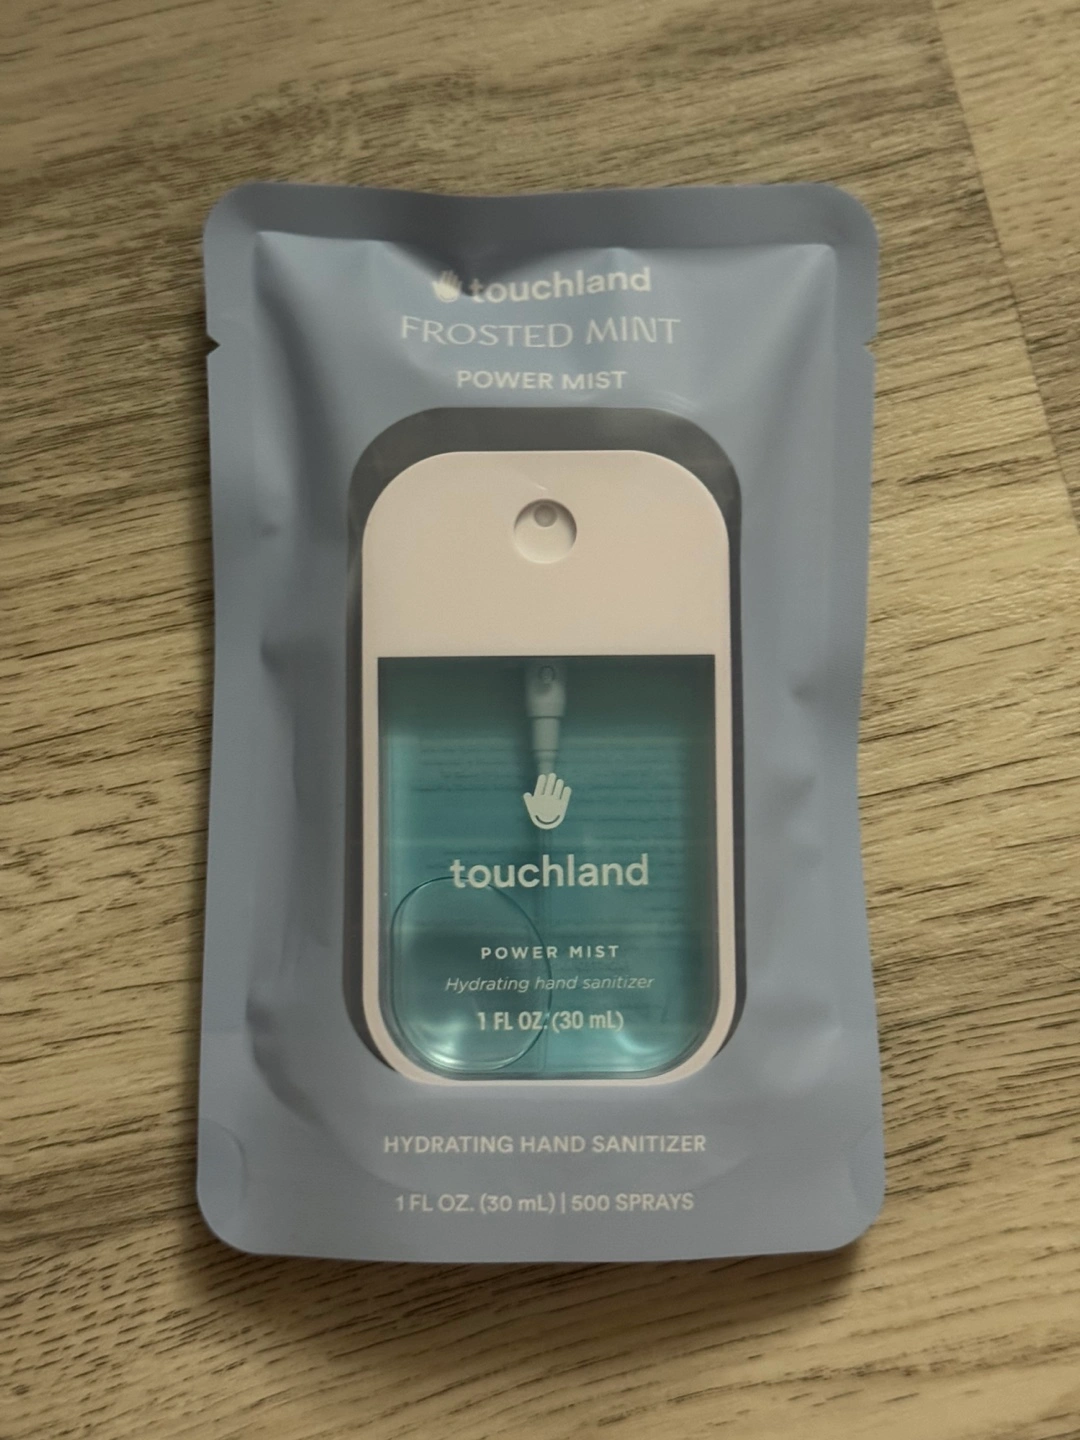 touchland
FROSTED MINT
POWER MIST
touchland
POWER MIST
Hydrating hand sanitizer
1 FL OZ. (30 mL)
HYDRATING HAND SANITIZER
1 FL OZ. (30 mL) | 500 SPRAYS